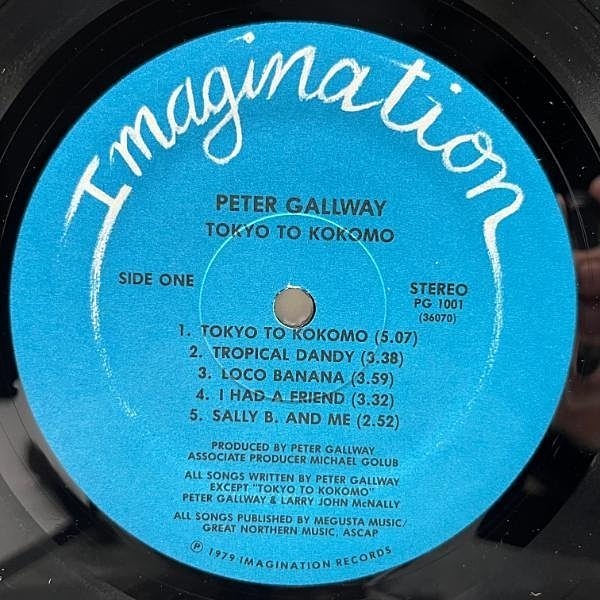 Imagination
PETER GALLWAY
TOKYO TO KOKOMO
SIDE ONE
STEREO
PG 1001
(36070)
1. TOKYO TO KOKOMO (5.07)
2. TROPICAL DANDY (3.38)
3. LOCO BANANA (3.59)
4. I HAD A FRIEND (3.32)
5. SALLY B. AND ME (2.52)
PRODUCED BY PETER GALLWAY
ASSOCIATE PRODUCER MICHAEL GOLUB
ALL SONGS WRITTEN BY PETER GALLWAY
EXCEPT "TOKYO TO KOKOMO"
PETER GALLWAY & LARRY JOHN McNALLY
ALL SONGS PUBLISHED BY MEGUSTA MUSIC/
GREAT NORTHERN MUSIC, ASCAP
℗ 1979 IMAGINATION RECORDS